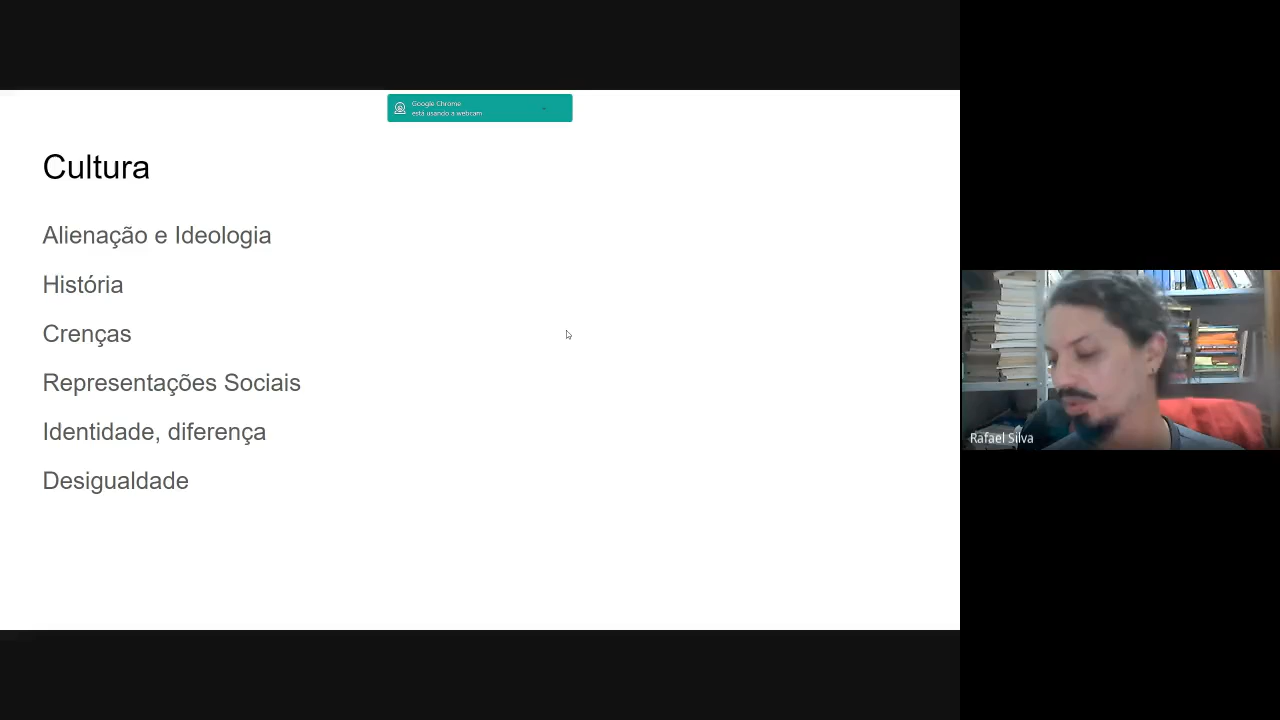 Google Chrome
está usando a webcam
Cultura
Alienação e Ideologia
História
Crenças
Representações Sociais
Identidade, diferença
Desigualdade
Rafael Silva